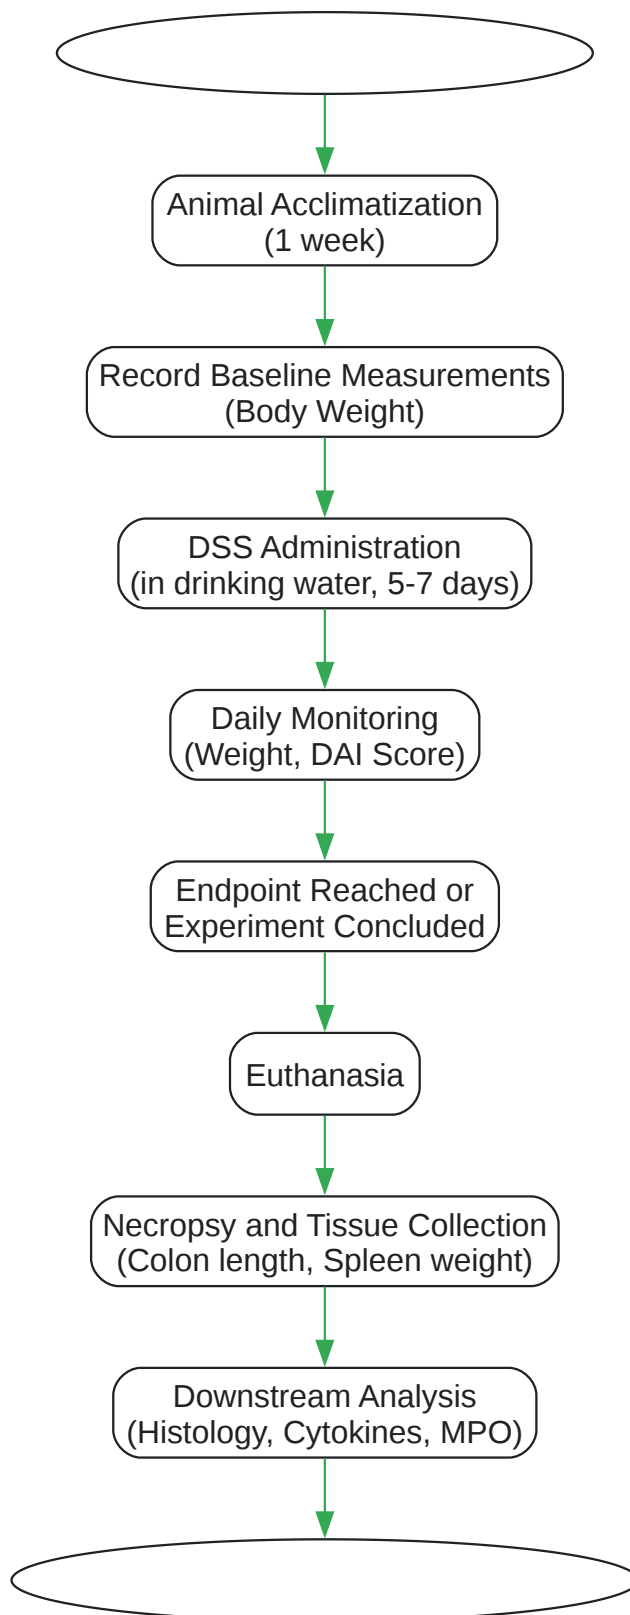 Animal Acclimatization
(1 week)
Record Baseline Measurements
(Body Weight)
DSS Administration
(in drinking water, 5-7 days)
Daily Monitoring
(Weight, DAI Score)
Endpoint Reached or
Experiment Concluded
Euthanasia
Necropsy and Tissue Collection
(Colon length, Spleen weight)
Downstream Analysis
(Histology, Cytokines, MPO)